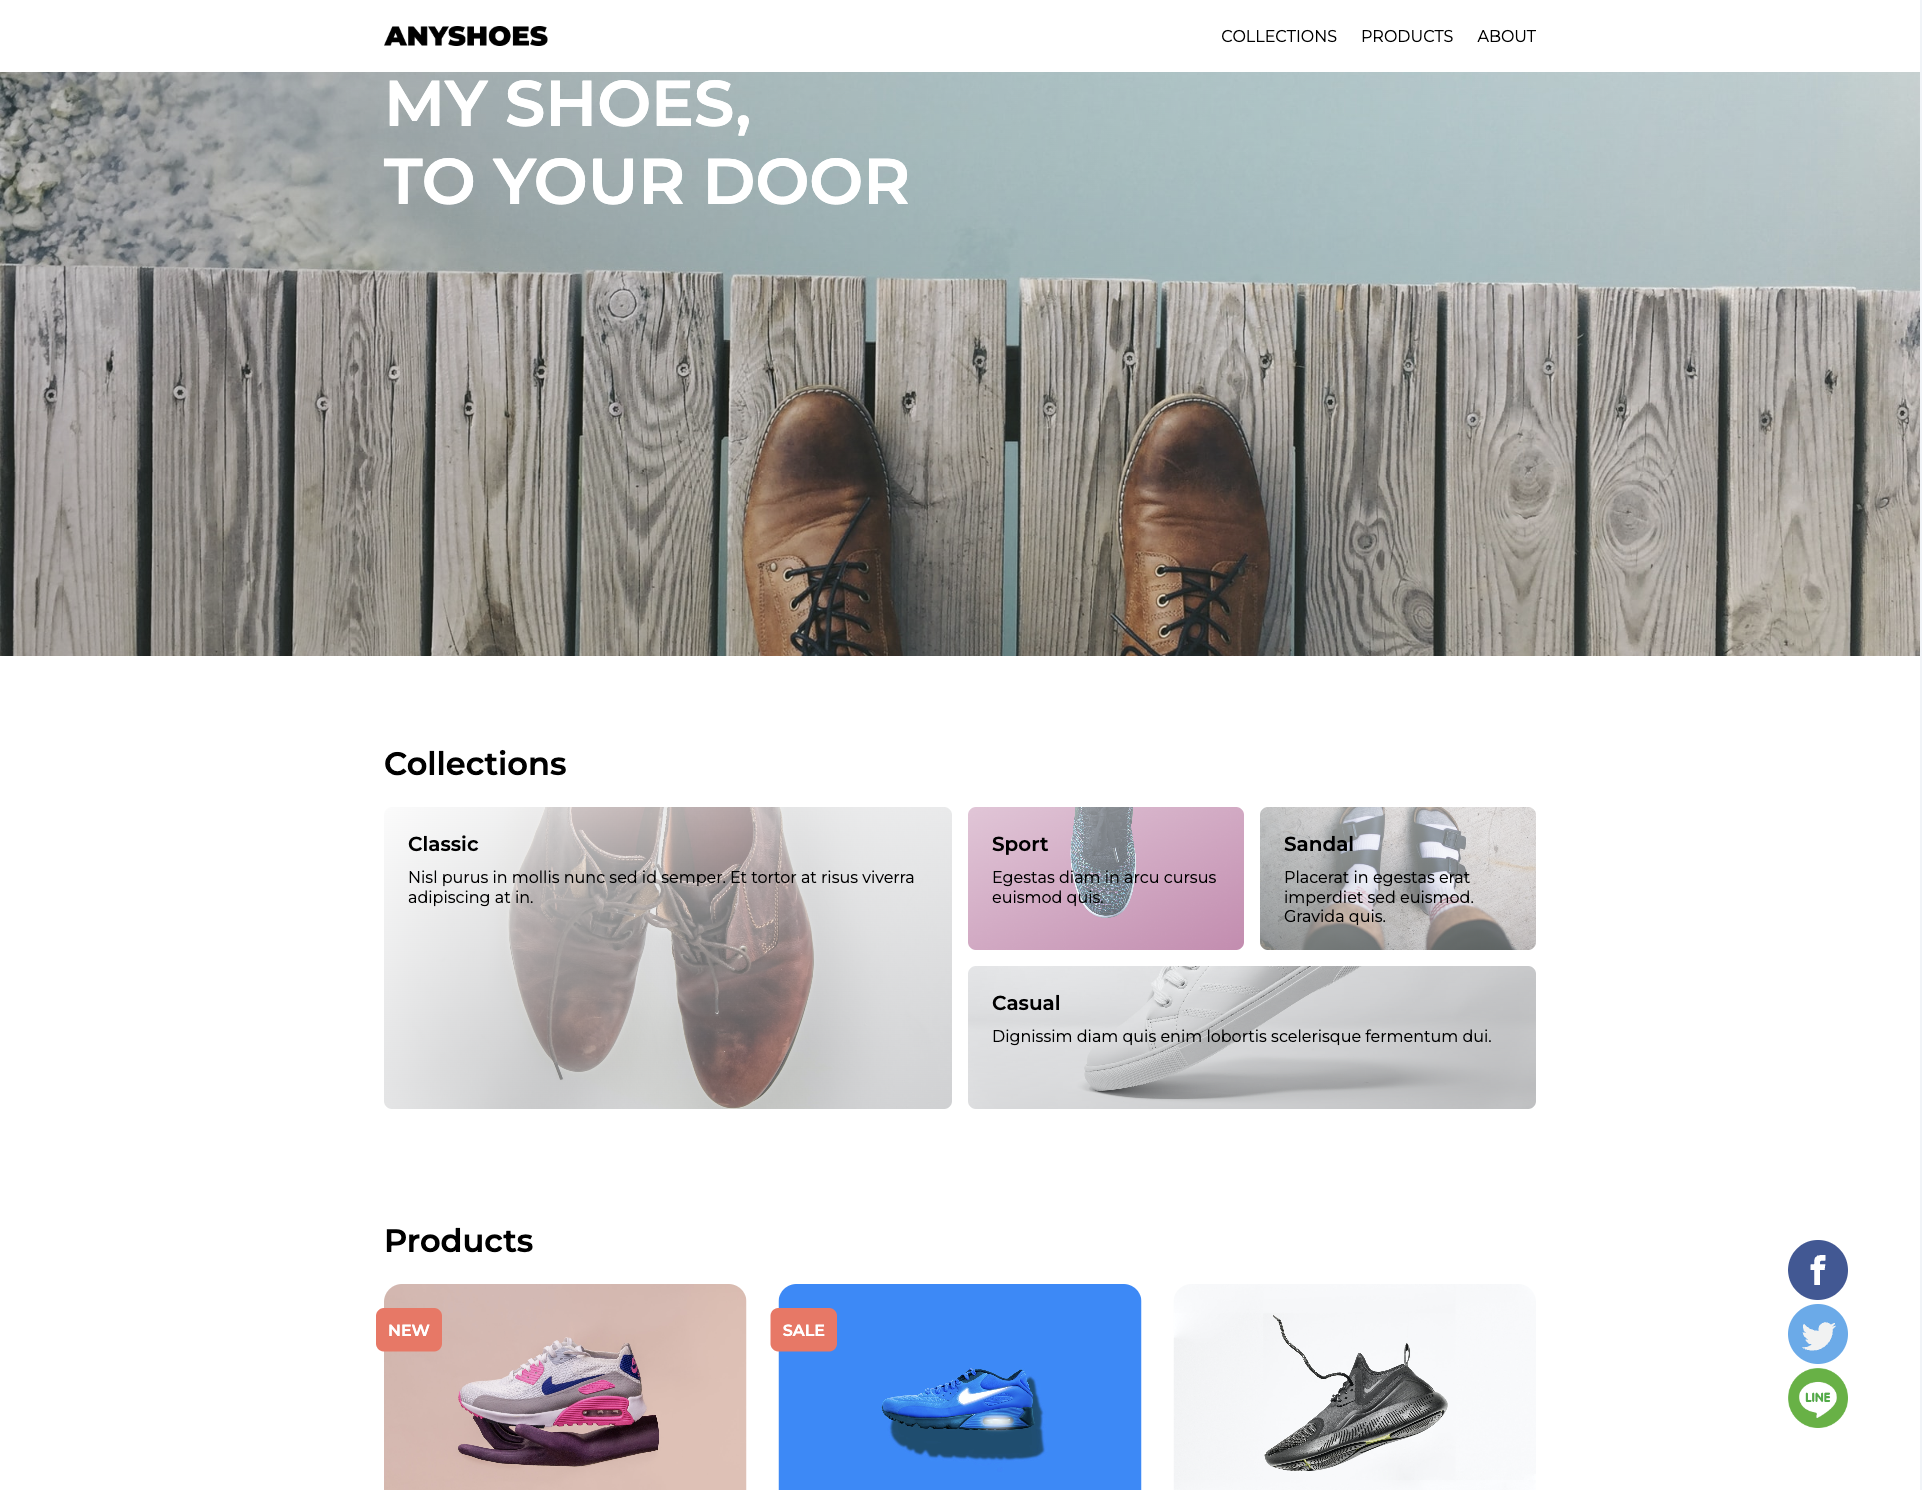 ANYSHOES
COLLECTIONS PRODUCTS ABOUT
MY SHOES,
TO YOUR DOOR
Collections
Classic
Nisl purus in mollis nunc sed id semper. Et tortor at risus viverra
adipiscing at in.
Sport
Egestas diam in arcu cursus
euismod quis.
Sandal
Placerat in egestas erat
imperdiet sed euismod.
Gravida quis.
Casual
Dignissim diam quis enim lobortis scelerisque fermentum dui.
Products
NEW
SALE
LINE